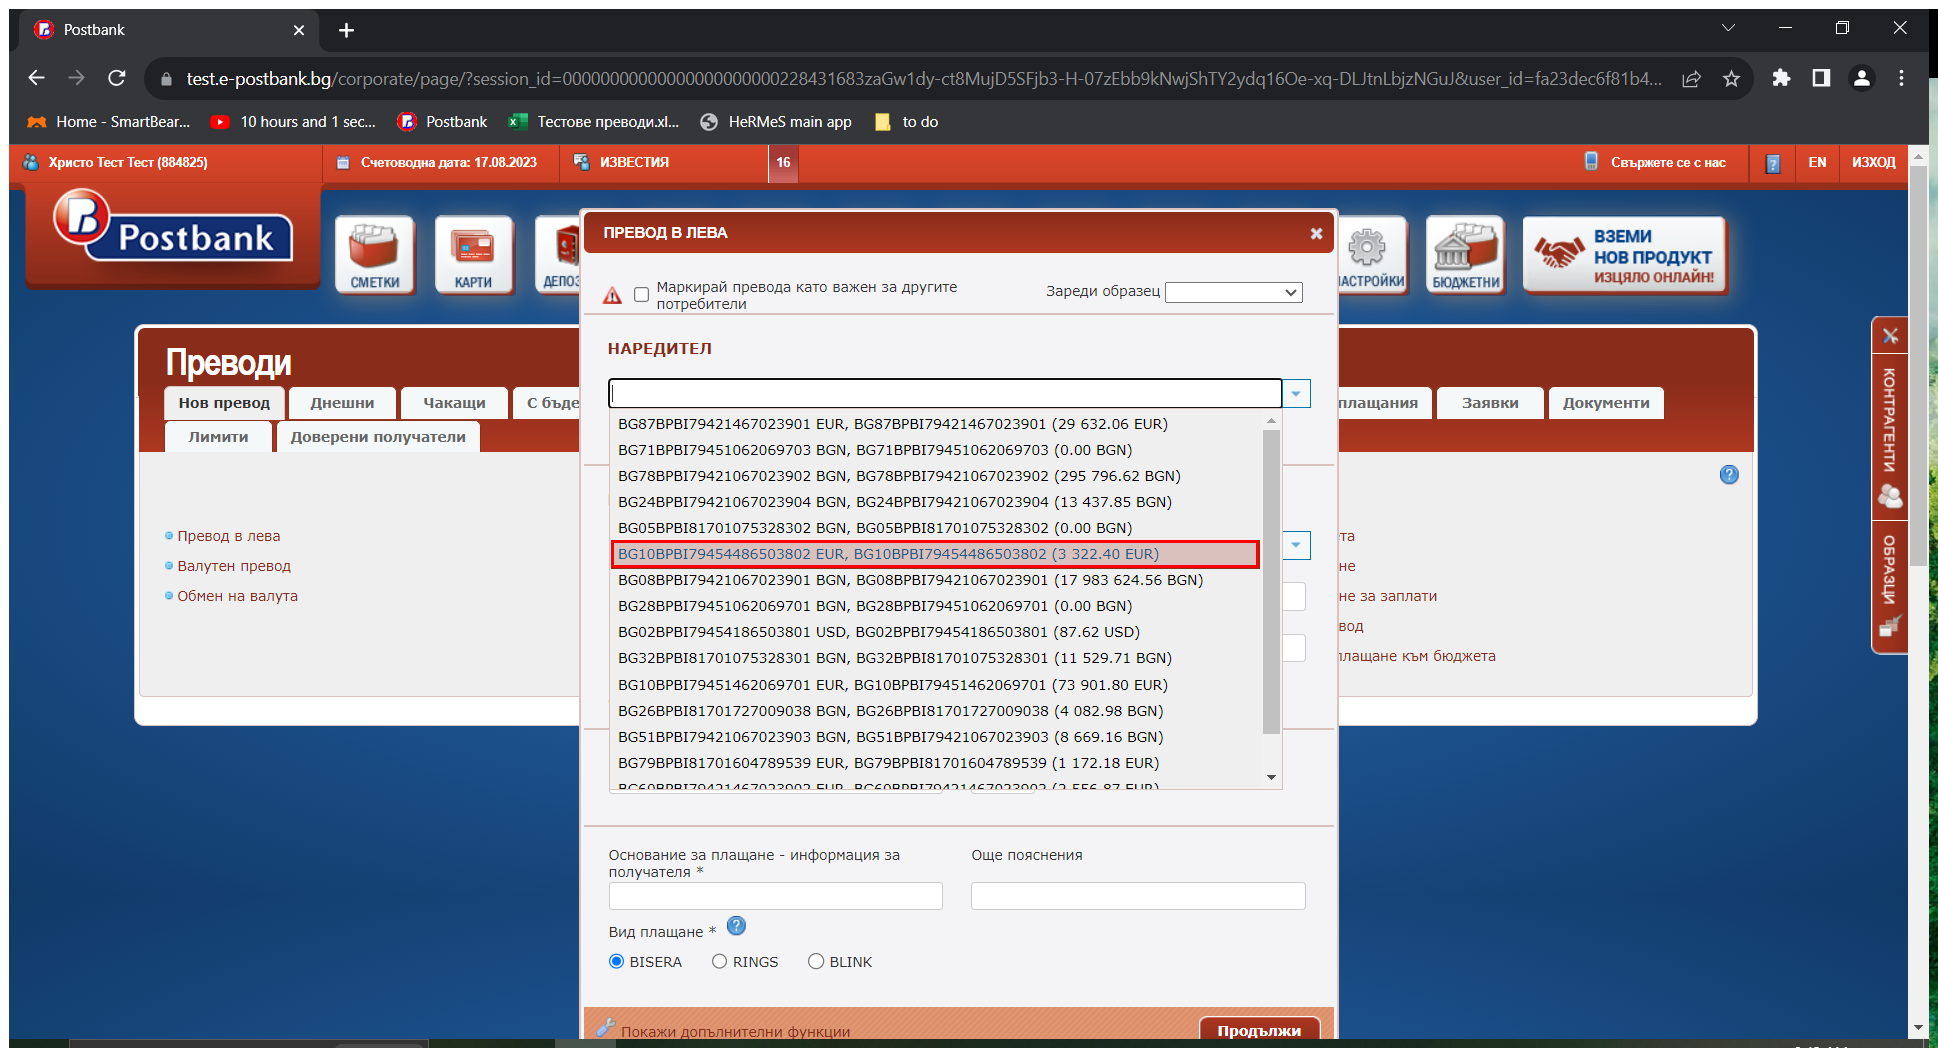 Postbank
test.e-postbank.bg/corporate/page/?session_id=0000000000000000000000228431683zaGw1dy-ct8MujD5SFjb3-H-07zEbb9kNwjShTY2ydq16Oe-xq-DLJtnLbjzNGuJ&user_id=fa23dec6f81b4...
Home - SmartBear...
10 hours and 1 sec...
Postbank
Тестове преводи.xl...
HeRMeS main app
to do
Христо Тест Тест (884825)
Счетоводна дата: 17.08.2023
ИЗВЕСТИЯ
16
Свържете се с нас
EN
ИЗХОД
Postbank
СМЕТКИ
КАРТИ
ДЕПОЗ
АСТРОЙКИ
БЮДЖЕТНИ
ВЗЕМИ
НОВ ПРОДУКТ
ИЗЦЯЛО ОНЛАЙН!
ПРЕВОД В ЛЕВА
Маркирай превода като важен за другите
потребители
Зареди образец
НАРЕДИТЕЛ
Преводи
Нов превод
Днешни
Чакащи
С бъде
плащания
Заявки
Документи
Лимити
Доверени получатели
BG87BPBI79421467023901 EUR, BG87BPBI79421467023901 (29 632.06 EUR)
BG71BPBI79451062069703 BGN, BG71BPBI79451062069703 (0.00 BGN)
BG78BPBI79421067023902 BGN, BG78BPBI79421067023902 (295 796.62 BGN)
BG24BPBI79421067023904 BGN, BG24BPBI79421067023904 (13 437.85 BGN)
BG05BPBI81701075328302 BGN, BG05BPBI81701075328302 (0.00 BGN)
BG10BPBI79454486503802 EUR, BG10BPBI79454486503802 (3 322.40 EUR)
BG08BPBI79421067023901 BGN, BG08BPBI79421067023901 (17 983 624.56 BGN)
BG28BPBI79451062069701 BGN, BG28BPBI79451062069701 (0.00 BGN)
BG02BPBI79454186503801 USD, BG02BPBI79454186503801 (87.62 USD)
BG32BPBI81701075328301 BGN, BG32BPBI81701075328301 (11 529.71 BGN)
BG10BPBI79451462069701 EUR, BG10BPBI79451462069701 (73 901.80 EUR)
BG26BPBI81701727009038 BGN, BG26BPBI81701727009038 (4 082.98 BGN)
BG51BPBI79421067023903 BGN, BG51BPBI79421067023903 (8 669.16 BGN)
BG79BPBI81701604789539 EUR, BG79BPBI81701604789539 (1 172.18 EUR)
BG60BPBI79421467023902 EUR, BG60BPBI79421467023902 (2 556.87 EUR)
Превод в лева
Валутен превод
Обмен на валута
та
не
не за заплати
вод
плащане към бюджета
КОНТРАГЕНТИ
ОБРАЗЦИ
Основание за плащане - информация за
получателя *
Още пояснения
Вид плащане *
BISERA
RINGS
BLINK
Покажи допълнителни функции
Продължи